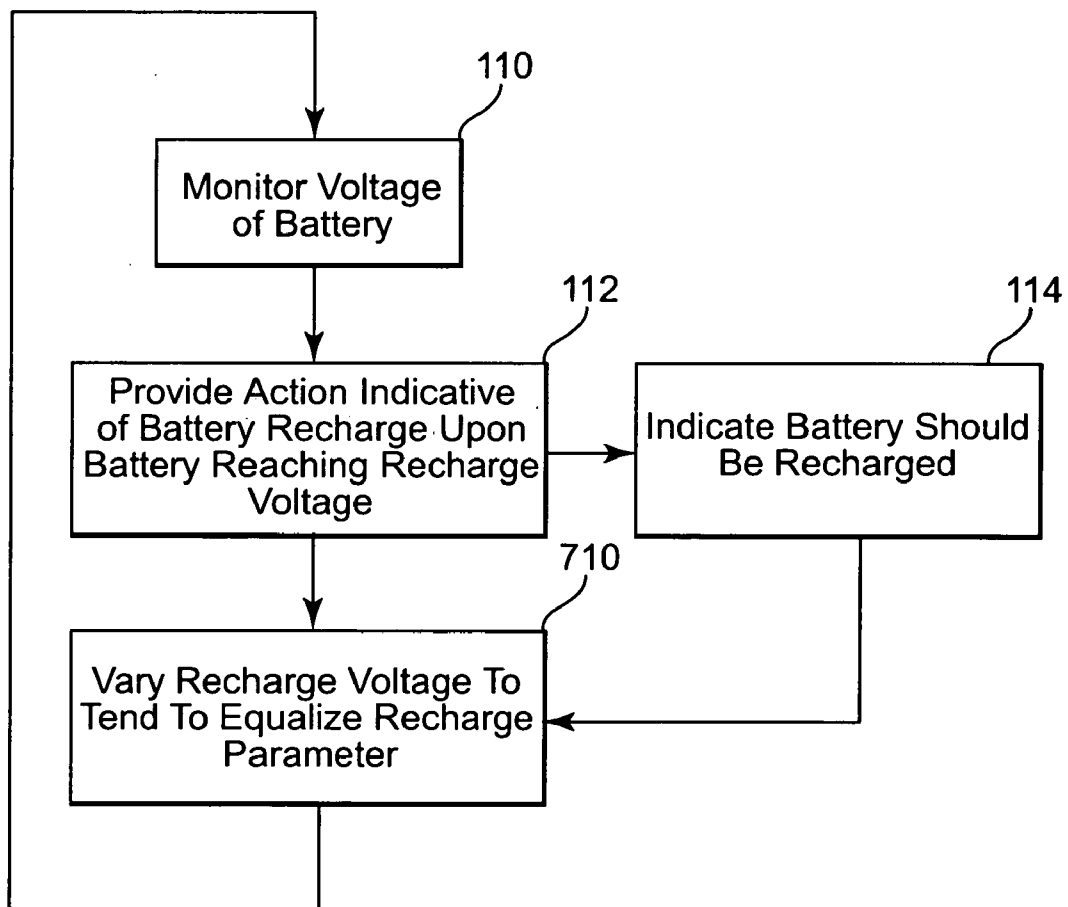 110
Monitor Voltage
of Battery
112
Provide Action Indicative
of Battery Recharge Upon
Battery Reaching Recharge
Voltage
114
Indicate Battery Should
Be Recharged
710
Vary Recharge Voltage To
Tend To Equalize Recharge
Parameter